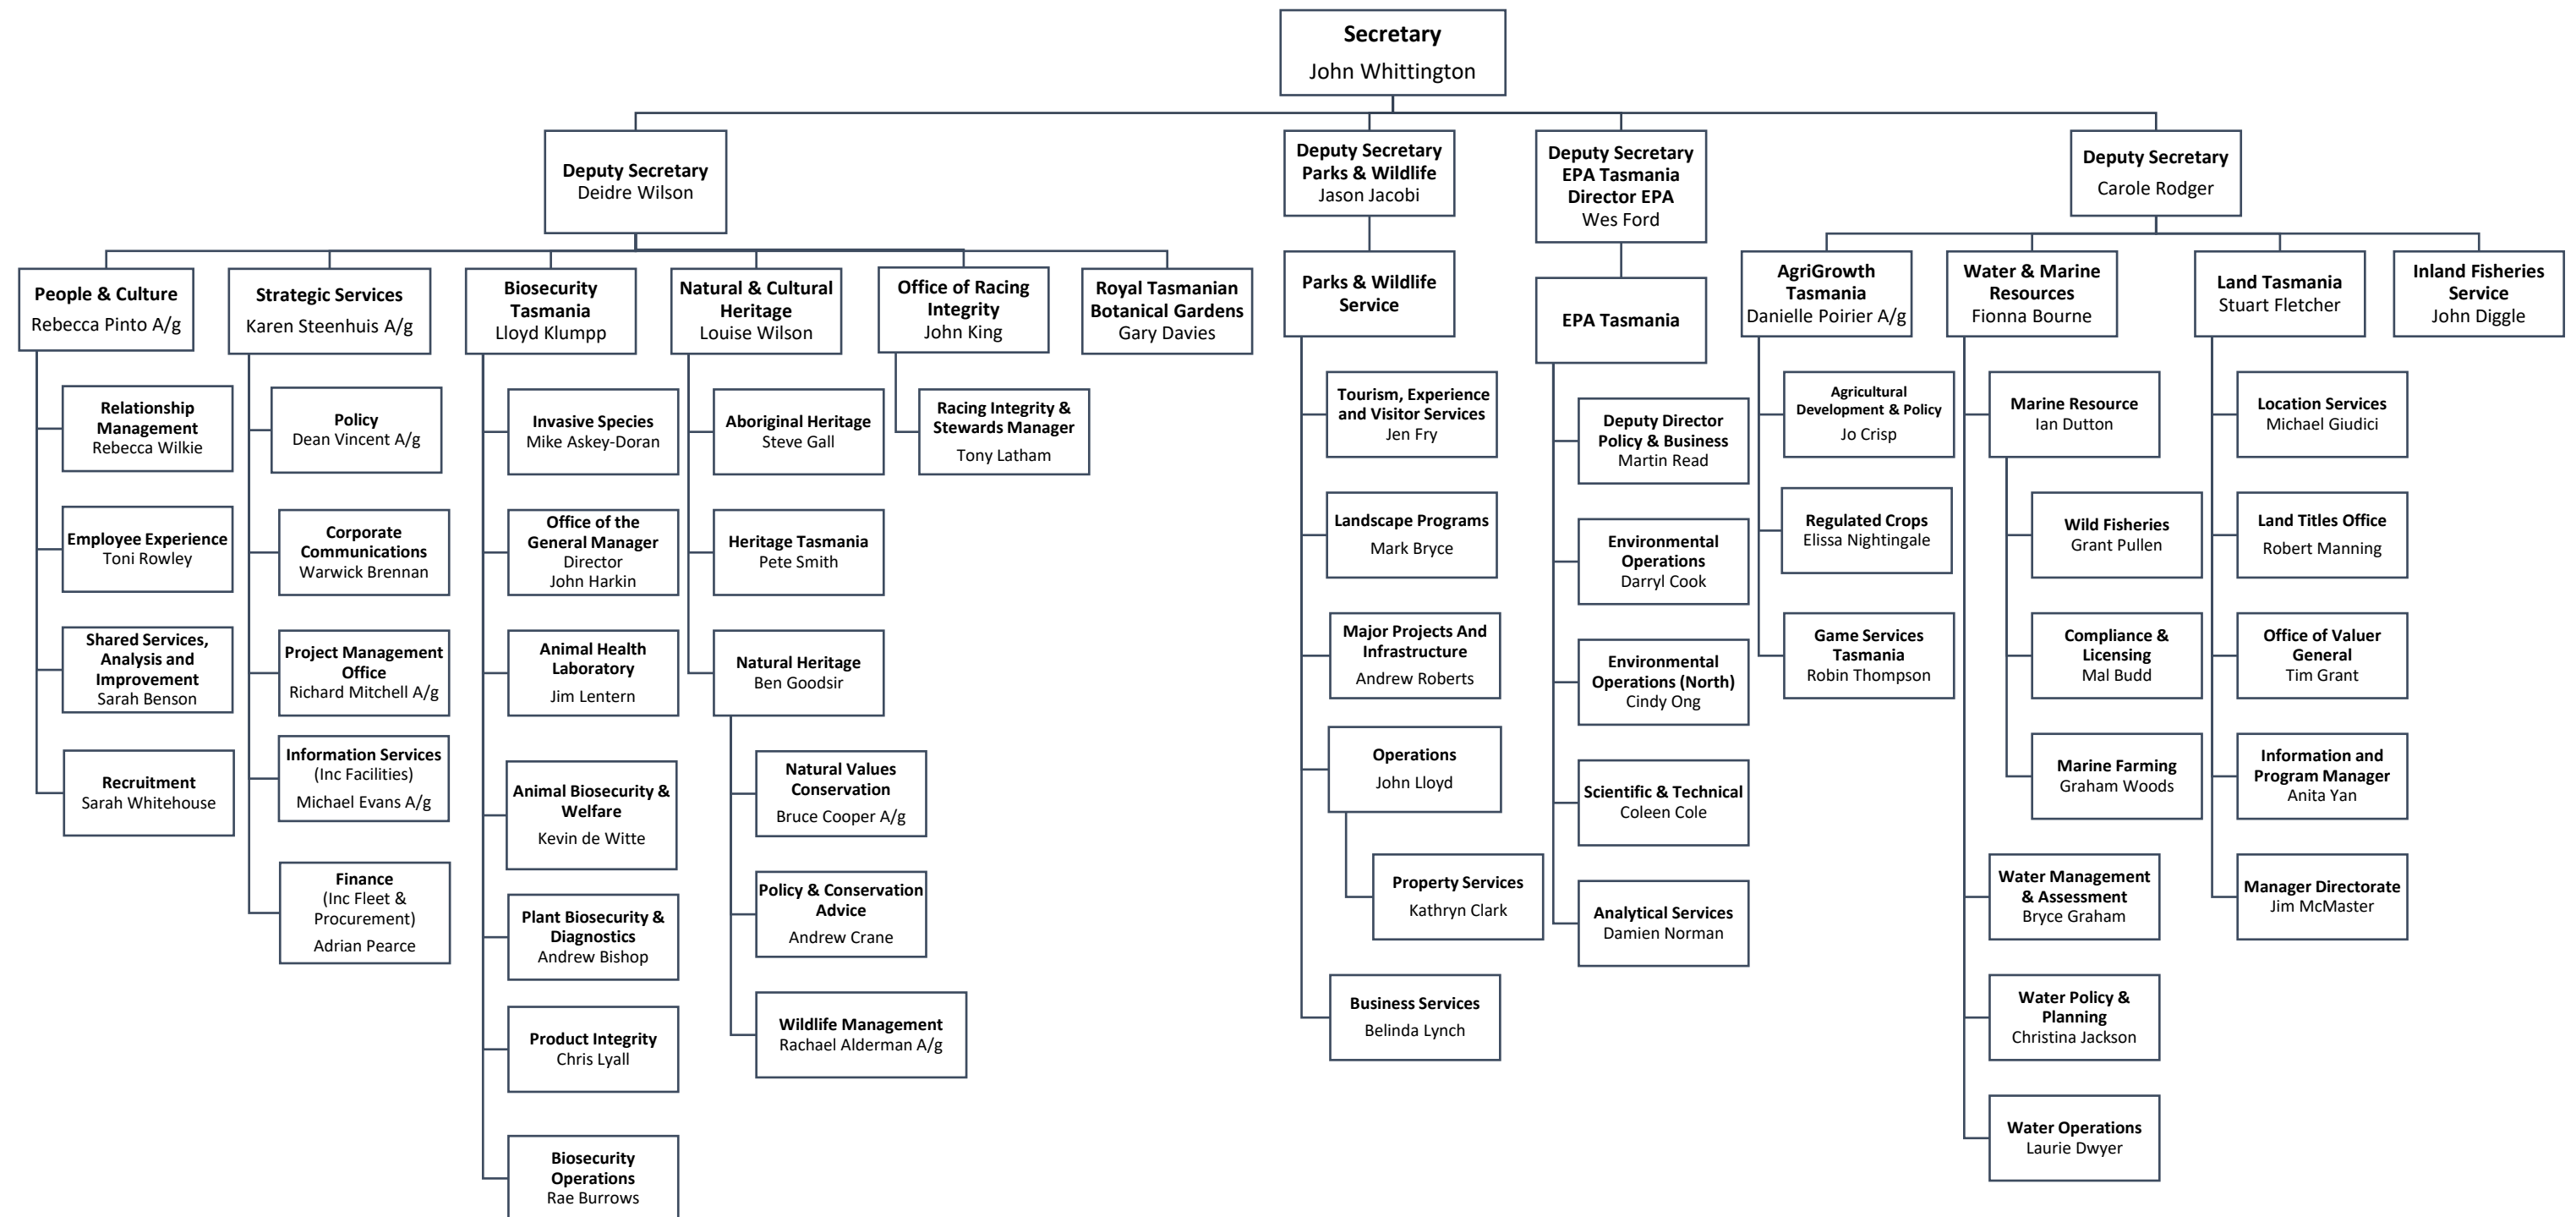 Secretary
John Whittington
Deputy Secretary
Deidre Wilson
Deputy Secretary
Parks & Wildlife
Jason Jacobi
Deputy Secretary
EPA Tasmania
Director EPA
Wes Ford
Deputy Secretary
Carole Rodger
People & Culture
Rebecca Pinto A/g
Relationship
Management
Rebecca Wilkie
Employee Experience
Toni Rowley
Shared Services,
Analysis and
Improvement
Sarah Benson
Recruitment
Sarah Whitehouse
Strategic Services
Karen Steenhuis A/g
Policy
Dean Vincent A/g
Corporate
Communications
Warwick Brennan
Project Management
Office
Richard Mitchell A/g
Information Services
(Inc Facilities)
Michael Evans A/g
Finance
(Inc Fleet &
Procurement)
Adrian Pearce
Biosecurity
Tasmania
Lloyd Klumpp
Invasive Species
Mike Askey-Doran
Office of the
General Manager
Director
John Harkin
Animal Health
Laboratory
Jim Lentern
Animal Biosecurity &
Welfare
Kevin de Witte
Plant Biosecurity &
Diagnostics
Andrew Bishop
Product Integrity
Chris Lyall
Biosecurity
Operations
Rae Burrows
Natural & Cultural
Heritage
Louise Wilson
Aboriginal Heritage
Steve Gall
Heritage Tasmania
Pete Smith
Natural Heritage
Ben Goodsir
Natural Values
Conservation
Bruce Cooper A/g
Policy & Conservation
Advice
Andrew Crane
Wildlife Management
Rachael Alderman A/g
Office of Racing
Integrity
John King
Racing Integrity &
Stewards Manager
Tony Latham
Royal Tasmanian
Botanical Gardens
Gary Davies
Parks & Wildlife
Service
Tourism, Experience
and Visitor Services
Jen Fry
Landscape Programs
Mark Bryce
Major Projects And
Infrastructure
Andrew Roberts
Operations
John Lloyd
Property Services
Kathryn Clark
Business Services
Belinda Lynch
EPA Tasmania
Deputy Director
Policy & Business
Martin Read
Environmental
Operations
Darryl Cook
Environmental
Operations (North)
Cindy Ong
Scientific & Technical
Coleen Cole
Analytical Services
Damien Norman
AgriGrowth
Tasmania
Danielle Poirier A/g
Agricultural
Development & Policy
Jo Crisp
Regulated Crops
Elissa Nightingale
Game Services
Tasmania
Robin Thompson
Water & Marine
Resources
Fionna Bourne
Marine Resource
Ian Dutton
Wild Fisheries
Grant Pullen
Compliance &
Licensing
Mal Budd
Marine Farming
Graham Woods
Water Management
& Assessment
Bryce Graham
Water Policy &
Planning
Christina Jackson
Water Operations
Laurie Dwyer
Land Tasmania
Stuart Fletcher
Location Services
Michael Giudici
Land Titles Office
Robert Manning
Office of Valuer
General
Tim Grant
Information and
Program Manager
Anita Yan
Manager Directorate
Jim McMaster
Inland Fisheries
Service
John Diggle